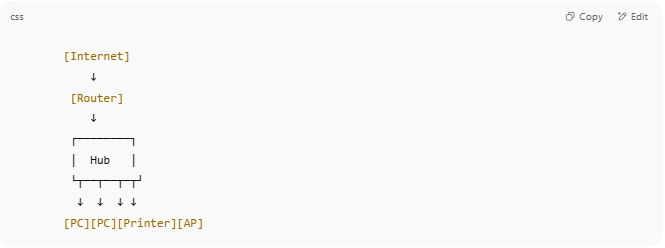 css Copy Edit
[Internet]
↓
[Router]
↓
┌────────┐
│ Hub │
└┬──┬──┬─┬┘
↓ ↓ ↓ ↓
[PC][PC][Printer][AP]